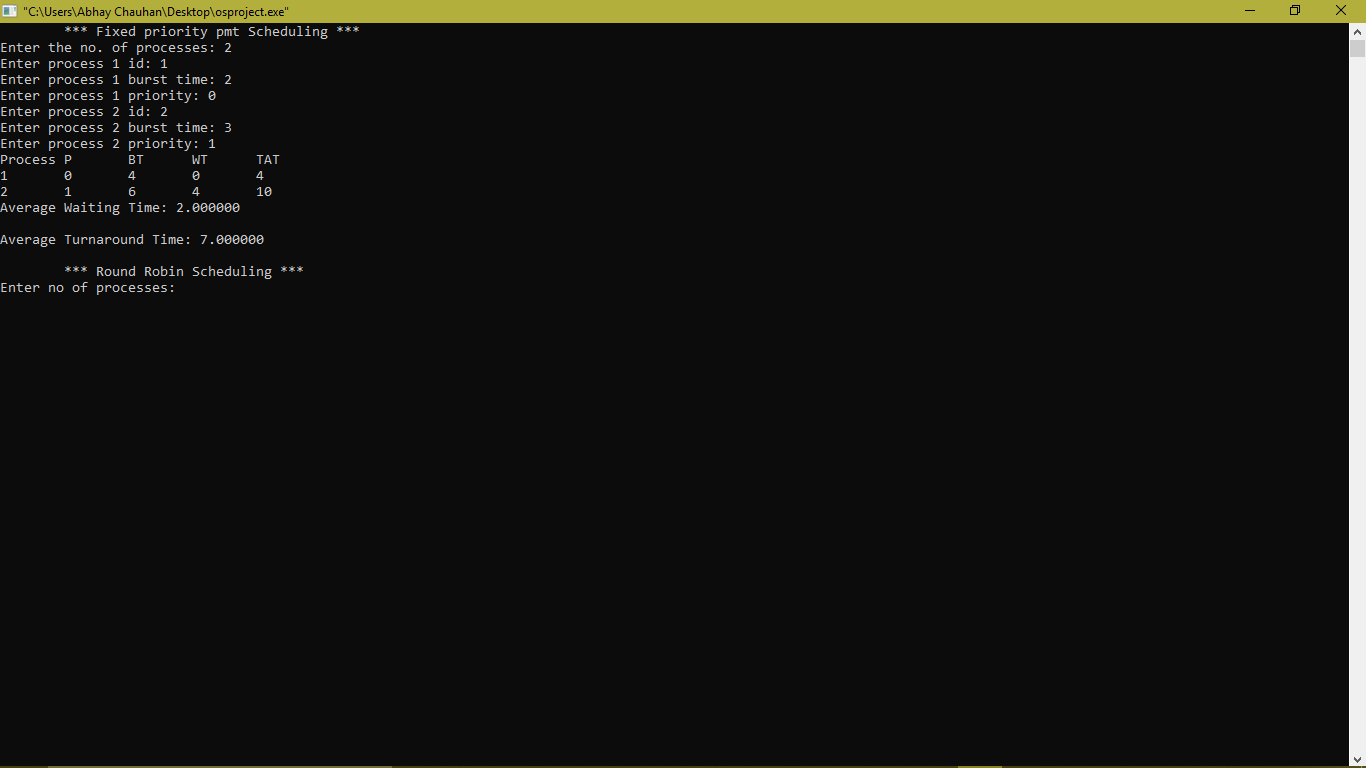 "C:\Users\Abhay Chauhan\Desktop\osproject.exe"
*** Fixed priority pmt Scheduling ***
Enter the no. of processes: 2
Enter process 1 id: 1
Enter process 1 burst time: 2
Enter process 1 priority: 0
Enter process 2 id: 2
Enter process 2 burst time: 3
Enter process 2 priority: 1
Process P BT WT TAT
1 0 4 0 4
2 1 6 4 10
Average Waiting Time: 2.000000
Average Turnaround Time: 7.000000
*** Round Robin Scheduling ***
Enter no of processes: